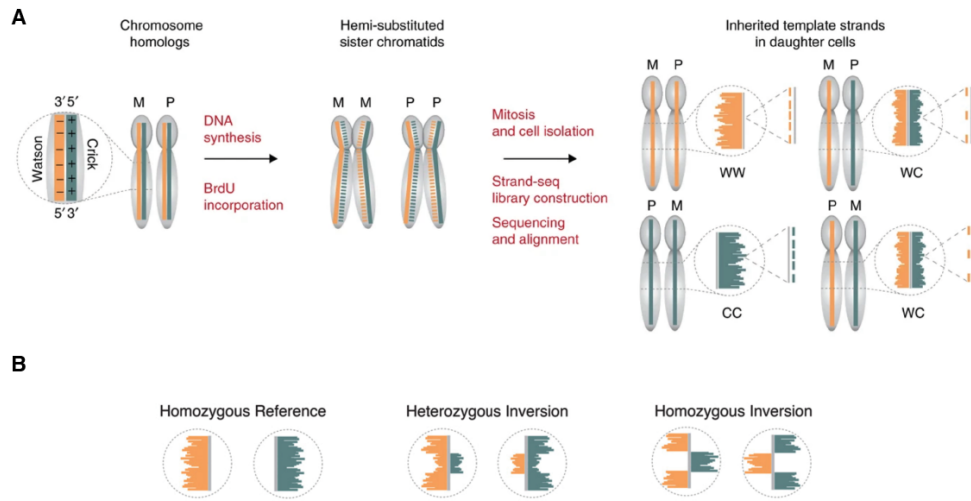 A
Chromosome
homologs
Hemi-substituted
sister chromatids
Inherited template strands
in daughter cells
3′ 5′
Watson
Crick
− +
− +
− +
− +
− +
5′ 3′
M P
DNA
synthesis
BrdU
incorporation
M M P P
Mitosis
and cell isolation
Strand-seq
library construction
Sequencing
and alignment
M P
WW
M P
WC
P M
CC
P M
WC
B
Homozygous Reference
Heterozygous Inversion
Homozygous Inversion